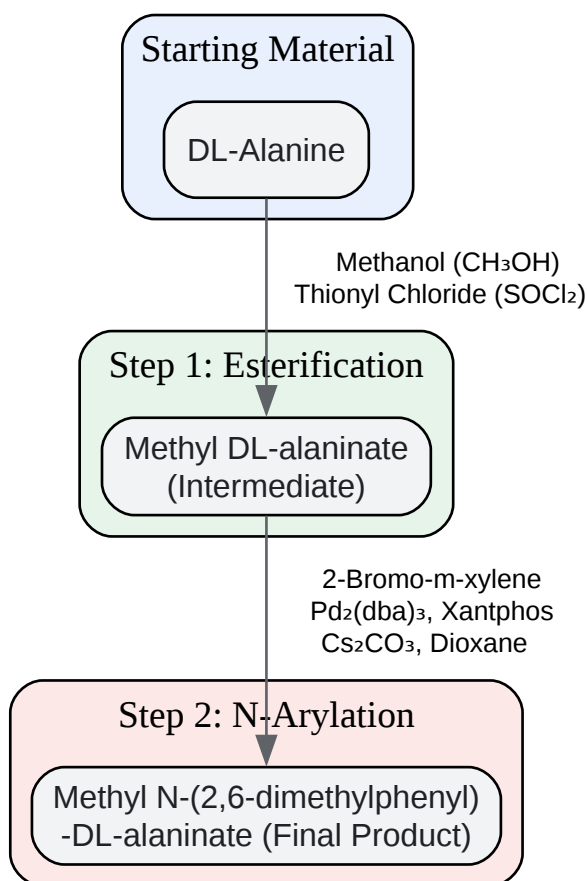 Starting Material
DL-Alanine
Methanol (CH₃OH)
Thionyl Chloride (SOCl₂)
Step 1: Esterification
Methyl DL-alaninate
(Intermediate)
2-Bromo-m-xylene
Pd₂(dba)₃, Xantphos
Cs₂CO₃, Dioxane
Step 2: N-Arylation
Methyl N-(2,6-dimethylphenyl)
-DL-alaninate (Final Product)